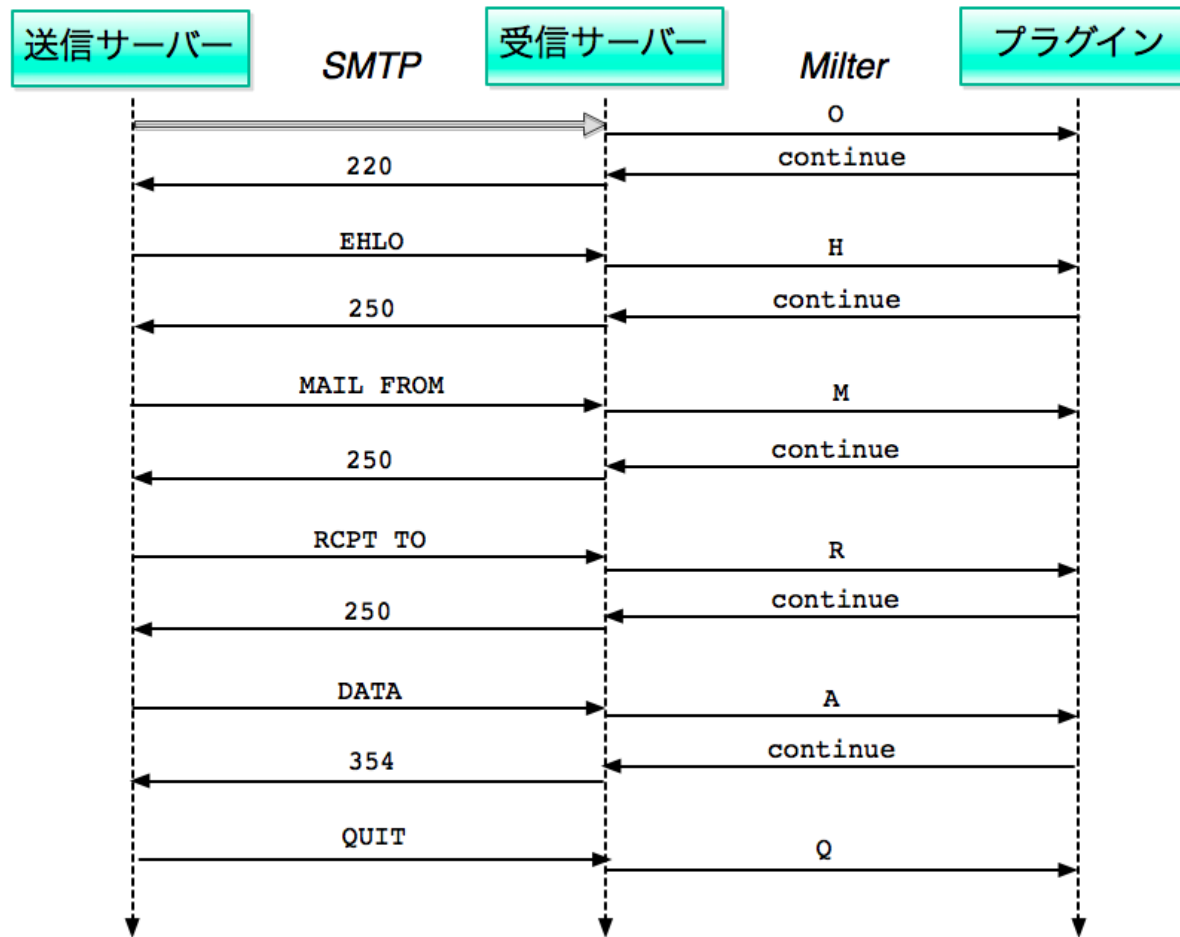 送信サーバー
SMTP
受信サーバー
Milter
プラグイン
O
continue
220
EHLO
H
continue
250
MAIL FROM
M
continue
250
RCPT TO
R
continue
250
DATA
A
continue
354
QUIT
Q